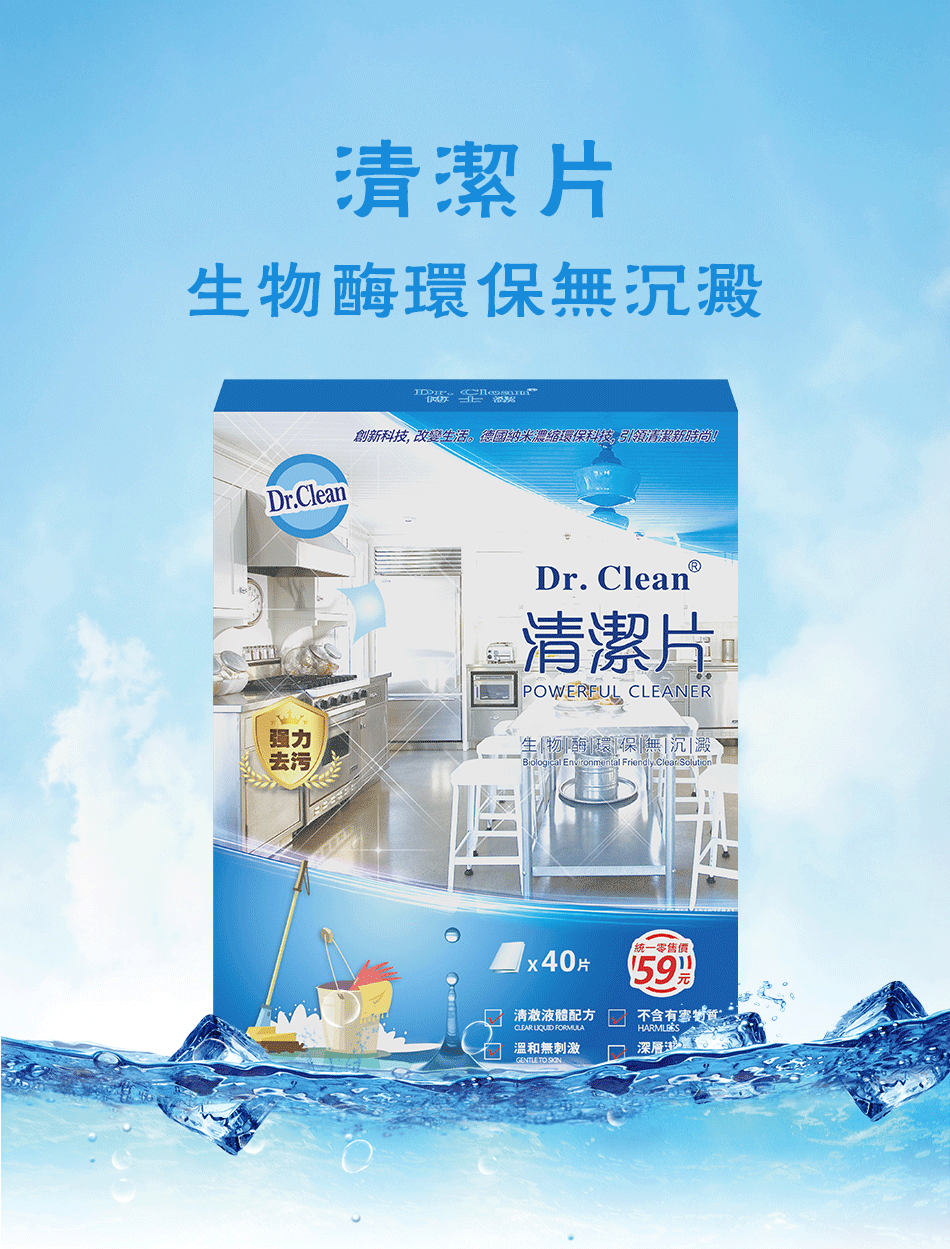 清潔片
生物酶環保無沉澱
Dr. Clean®
博士潔
創新科技, 改變生活。德國納米濃縮環保科技, 引領清潔新時尚!
Dr.Clean
Dr. Clean®
清潔片
POWERFUL CLEANER
强力
去污
生|物|酶|環|保|無|沉|澱
Biological Environmental Friendly Clear Solution
x40片
統一零售價
59元
清澈液體配方
CLEAR LIQUID FORMULA
不含有害物質
HARMLESS
溫和無刺激
GENTLE TO SKIN
深層